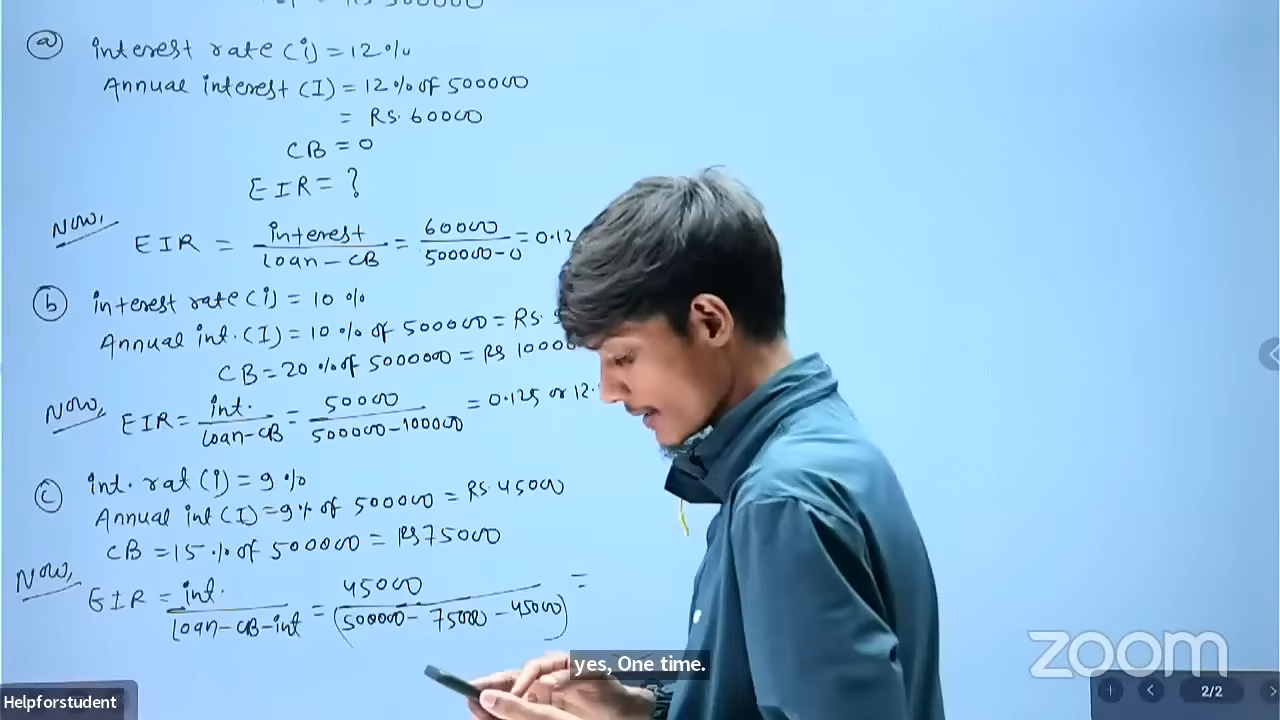 a interest rate (i) = 12%
Annual interest (I) = 12% of 500000
= RS. 60000
CB = 0
EIR = ?
Now,
EIR = interest / loan - CB = 60000 / 500000-0 = 0.12
b interest rate (i) = 10 %
Annual int. (I) = 10% of 500000 = RS.
CB = 20 % of 5000000 = RS 1000
Now,
EIR = int. / loan-CB = 50000 / 500000-100000 = 0.125 or 12.
c int. rat (i) = 9 %
Annual int (I) = 9% of 500000 = RS. 45000
CB = 15 % of 500000 = RS 75000
Now,
EIR = int. / loan-CB-int = 45000 / (500000 - 75000 - 45000) =
yes, One time.
zoom
Helpforstudent
2/2